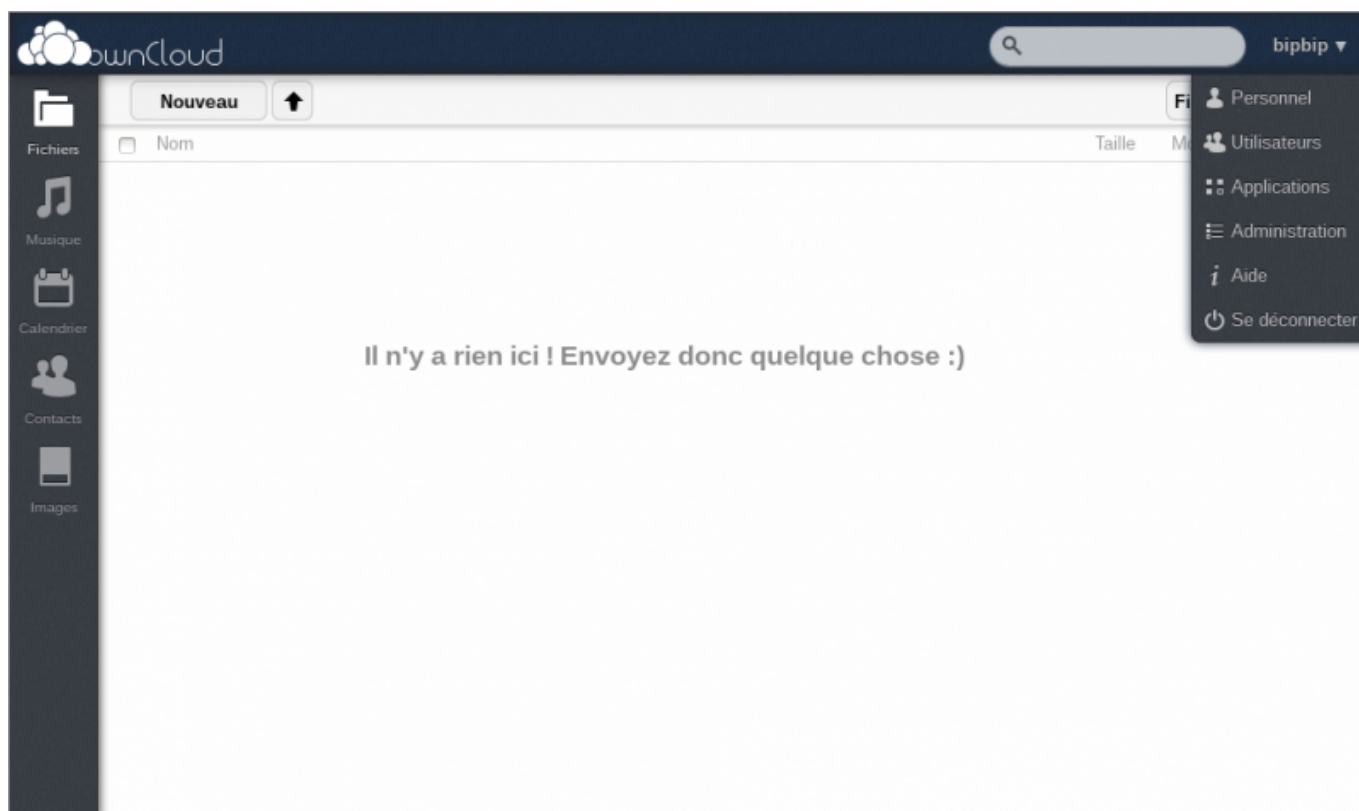 ownCloud
bipbip ▼
Nouveau
Fi
Personnel
Fichiers
Nom
Taille
Mo
Utilisateurs
Musique
Applications
Administration
Calendrier
Aide
Se déconnecter
Il n'y a rien ici ! Envoyez donc quelque chose :)
Contacts
Images